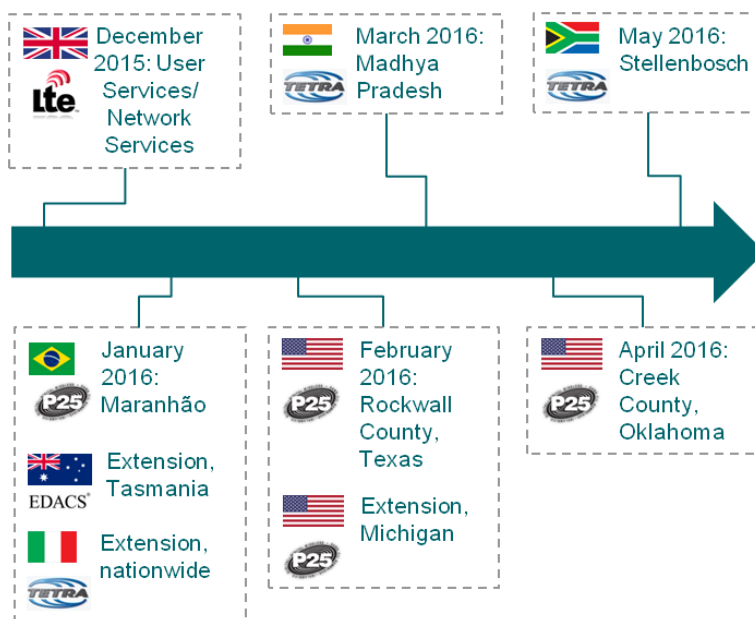 December
2015: User
Services/
Network
Services
LTE
March 2016:
Madhya
Pradesh
TETRA
May 2016:
Stellenbosch
TETRA
January
2016:
Maranhão
P25
Extension,
Tasmania
EDACS®
Extension,
nationwide
TETRA
February
2016:
Rockwall
County,
Texas
P25
Extension,
Michigan
P25
April 2016:
Creek
County,
Oklahoma
P25